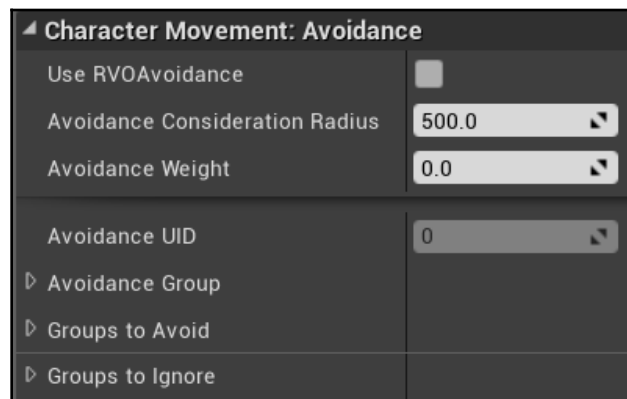 Character Movement: Avoidance
Use RVOAvoidance
Avoidance Consideration Radius 500.0
Avoidance Weight 0.0
Avoidance UID 0
Avoidance Group
Groups to Avoid
Groups to Ignore